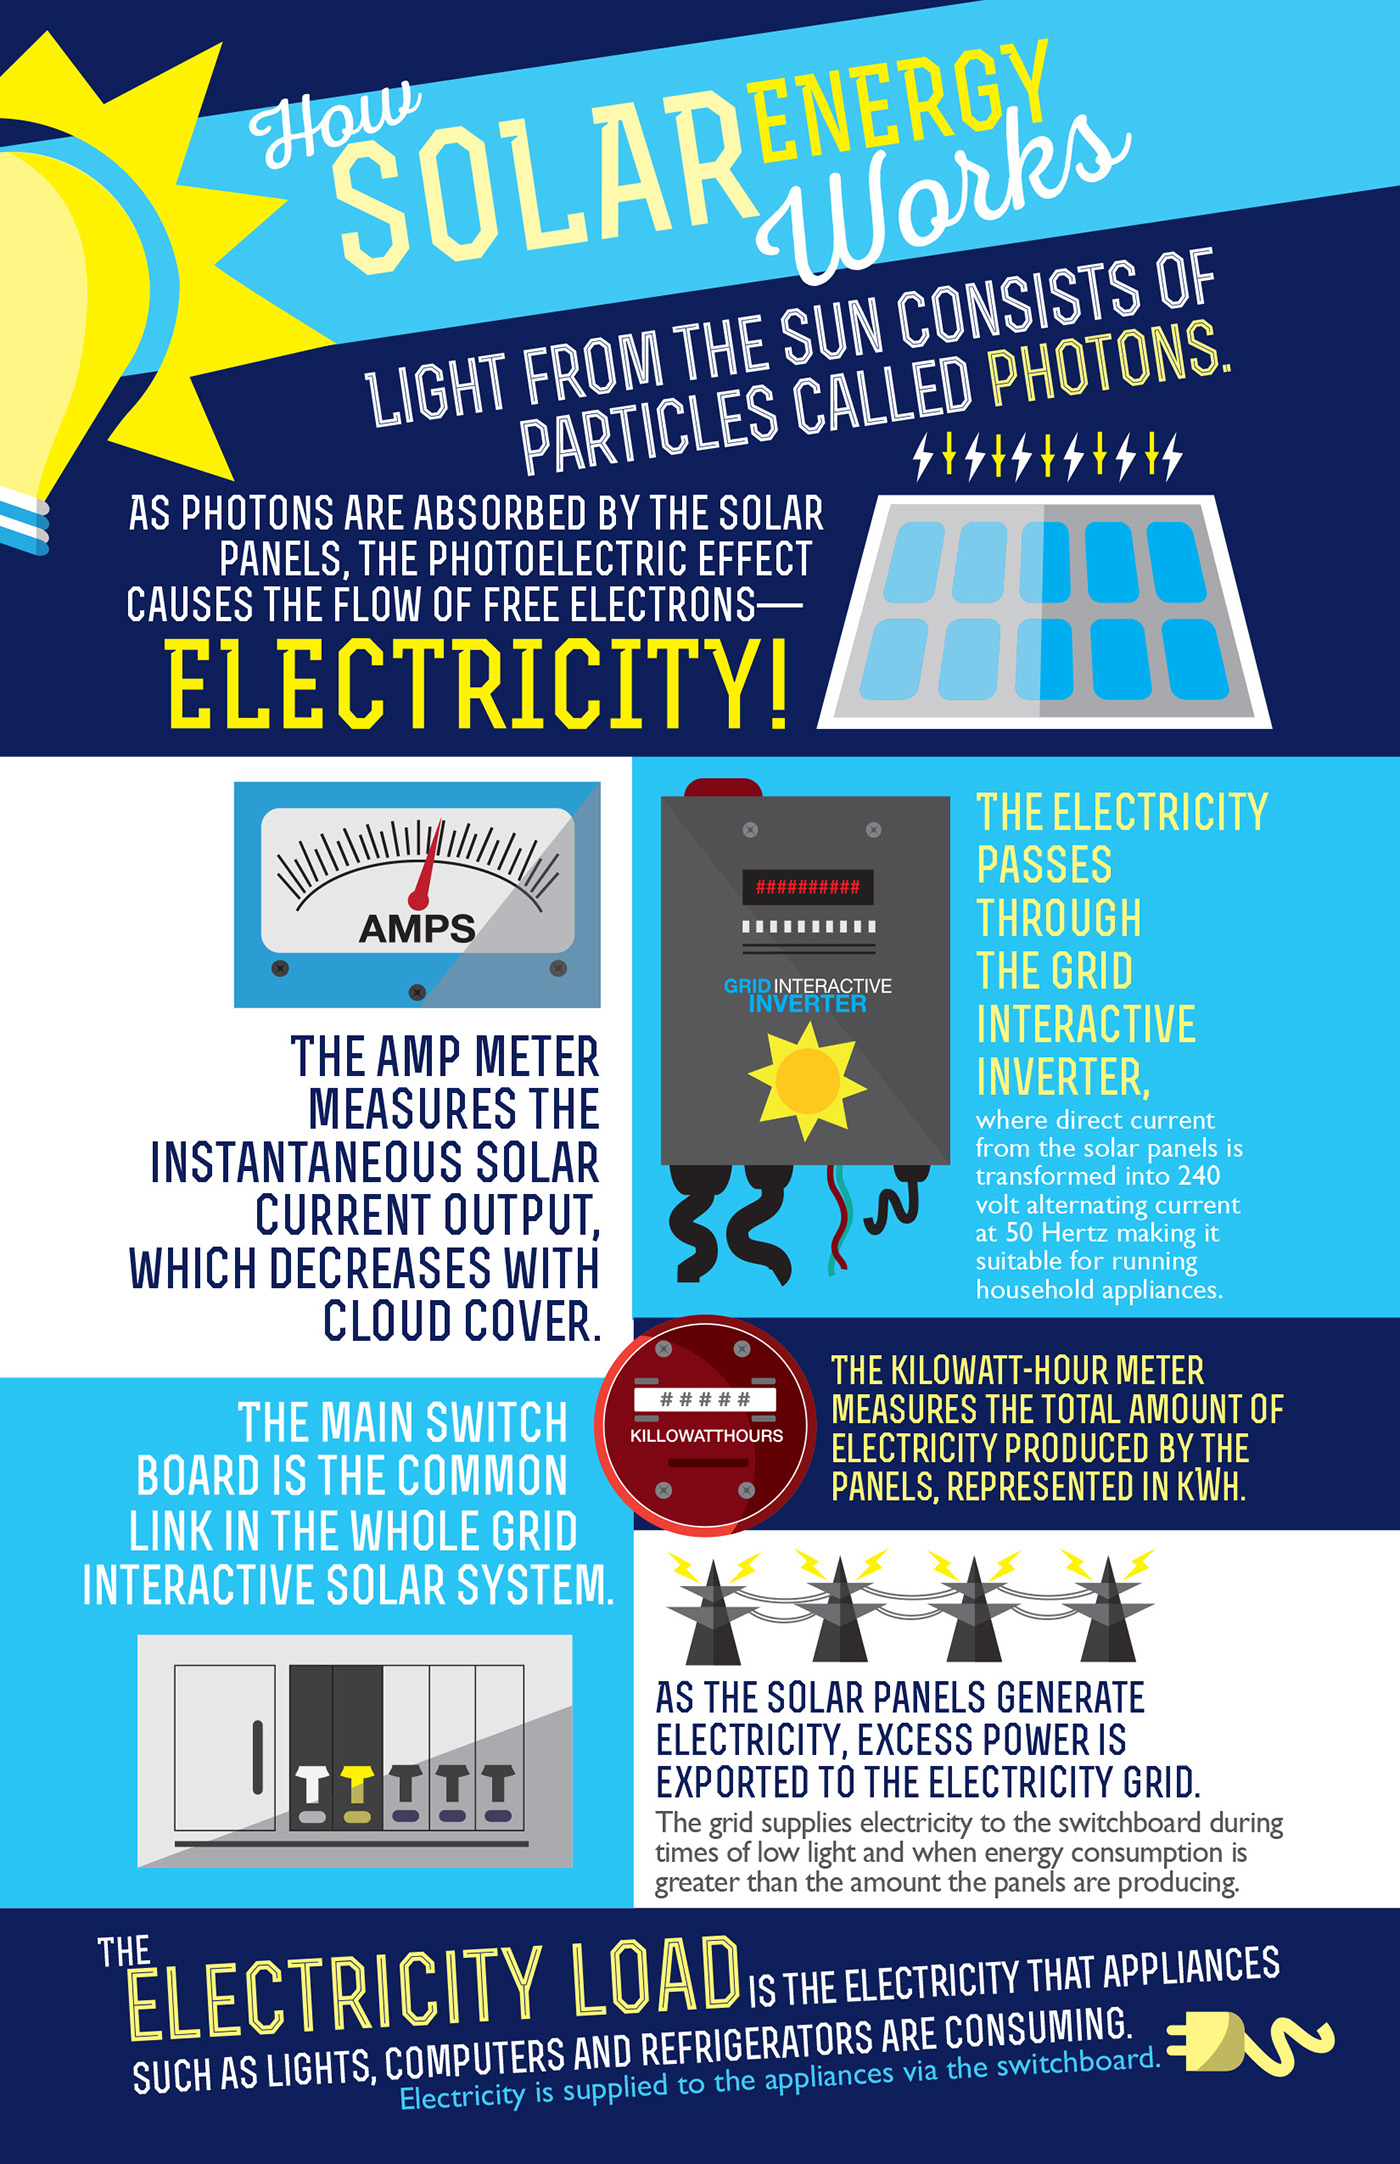 How
SOLAR ENERGY
Works
LIGHT FROM THE SUN CONSISTS OF
PARTICLES CALLED PHOTONS.
AS PHOTONS ARE ABSORBED BY THE SOLAR
PANELS, THE PHOTOELECTRIC EFFECT
CAUSES THE FLOW OF FREE ELECTRONS—
ELECTRICITY!
AMPS
THE AMP METER
MEASURES THE
INSTANTANEOUS SOLAR
CURRENT OUTPUT,
WHICH DECREASES WITH
CLOUD COVER.
##########
GRID INTERACTIVE
INVERTER
THE ELECTRICITY
PASSES
THROUGH
THE GRID
INTERACTIVE
INVERTER,
where direct current
from the solar panels is
transformed into 240
volt alternating current
at 50 Hertz making it
suitable for running
household appliances.
# # # # #
KILLOWATTHOURS
THE KILOWATT-HOUR METER
MEASURES THE TOTAL AMOUNT OF
ELECTRICITY PRODUCED BY THE
PANELS, REPRESENTED IN KWH.
THE MAIN SWITCH
BOARD IS THE COMMON
LINK IN THE WHOLE GRID
INTERACTIVE SOLAR SYSTEM.
AS THE SOLAR PANELS GENERATE
ELECTRICITY, EXCESS POWER IS
EXPORTED TO THE ELECTRICITY GRID.
The grid supplies electricity to the switchboard during
times of low light and when energy consumption is
greater than the amount the panels are producing.
THE
ELECTRICITY LOAD IS THE ELECTRICITY THAT APPLIANCES
SUCH AS LIGHTS, COMPUTERS AND REFRIGERATORS ARE CONSUMING.
Electricity is supplied to the appliances via the switchboard.